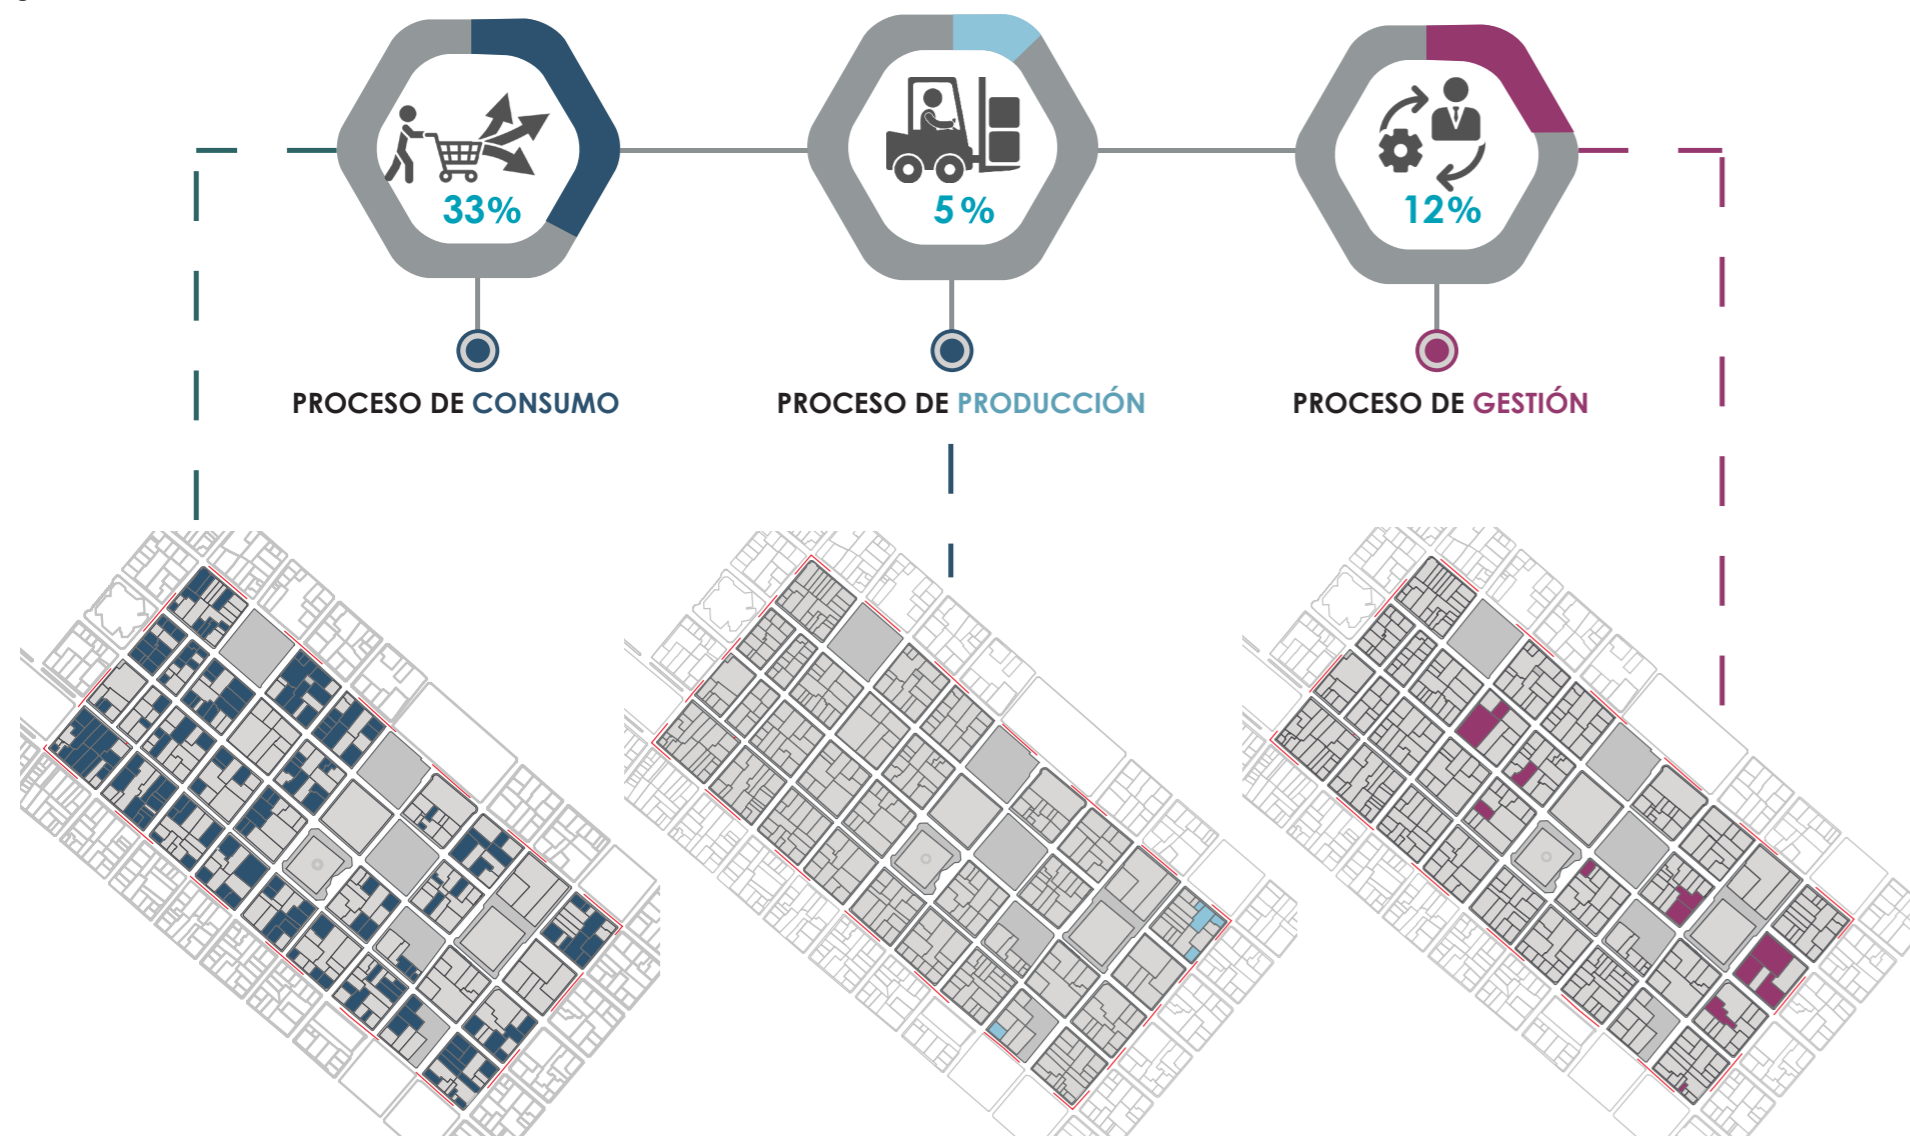 33%
5%
12%
PROCESO DE CONSUMO
PROCESO DE PRODUCCIÓN
PROCESO DE GESTIÓN